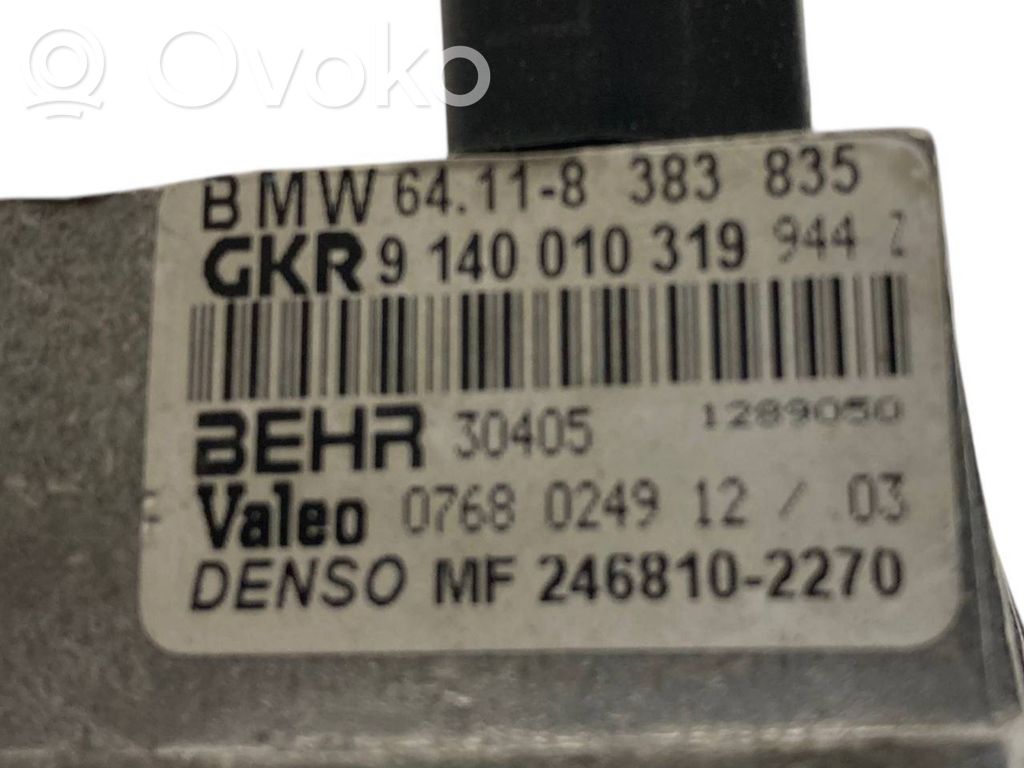 Ovoko
BMW 64.11-8 383 835
GKR 9 140 010 319 944 Z
BEHR 30405 1289050
Valeo 0768 0249 12 / 03
DENSO MF 246810-2270